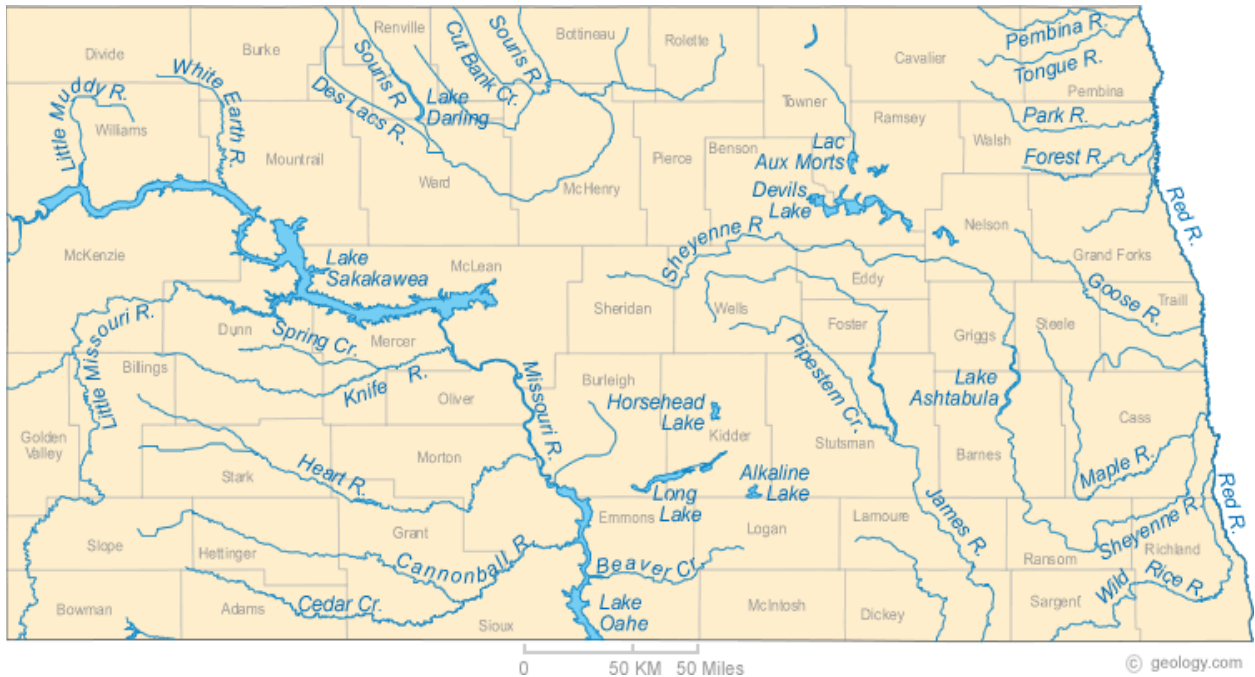 Renville
Bottineau
Rolette
Divide
Burke
Cavalier
Pembina R.
Tongue R.
Pembina
Souris R
Cut Bank Cr.
Souris R
White Earth R.
Little Muddy R.
Williams
Des Lacs R.
Lake
Darling
Towner
Ramsey
Park R.
Walsh
Forest R.
Mountrail
Ward
McHenry
Pierce
Benson
Lac
Aux Morts
Devils
Lake
Red R.
Nelson
Grand Forks
McKenzie
Lake
Sakakawea
McLean
Sheyenne R
Eddy
Goose R.
Traill
Little Missouri R.
Dunn
Spring Cr.
Mercer
Sheridan
Wells
Foster
Griggs
Steele
Billings
Knife R.
Oliver
Missouri R.
Burleigh
Pipestem Cr.
Lake
Ashtabula
Horsehead
Lake
Kidder
Cass
Golden
Valley
Stark
Heart R.
Morton
Stutsman
Barnes
Maple R.
Alkaline
Lake
Long
Lake
Red R.
Slope
Hettinger
Grant
Cannonball R.
Emmons
Logan
Lamoure
James R.
Ransom
Sheyenne R.
Richland
Beaver Cr.
Bowman
Adams
Cedar Cr.
Sioux
Lake
Oahe
McIntosh
Dickey
Sargent
Wild Rice R.
0 50 KM 50 Miles
© geology.com